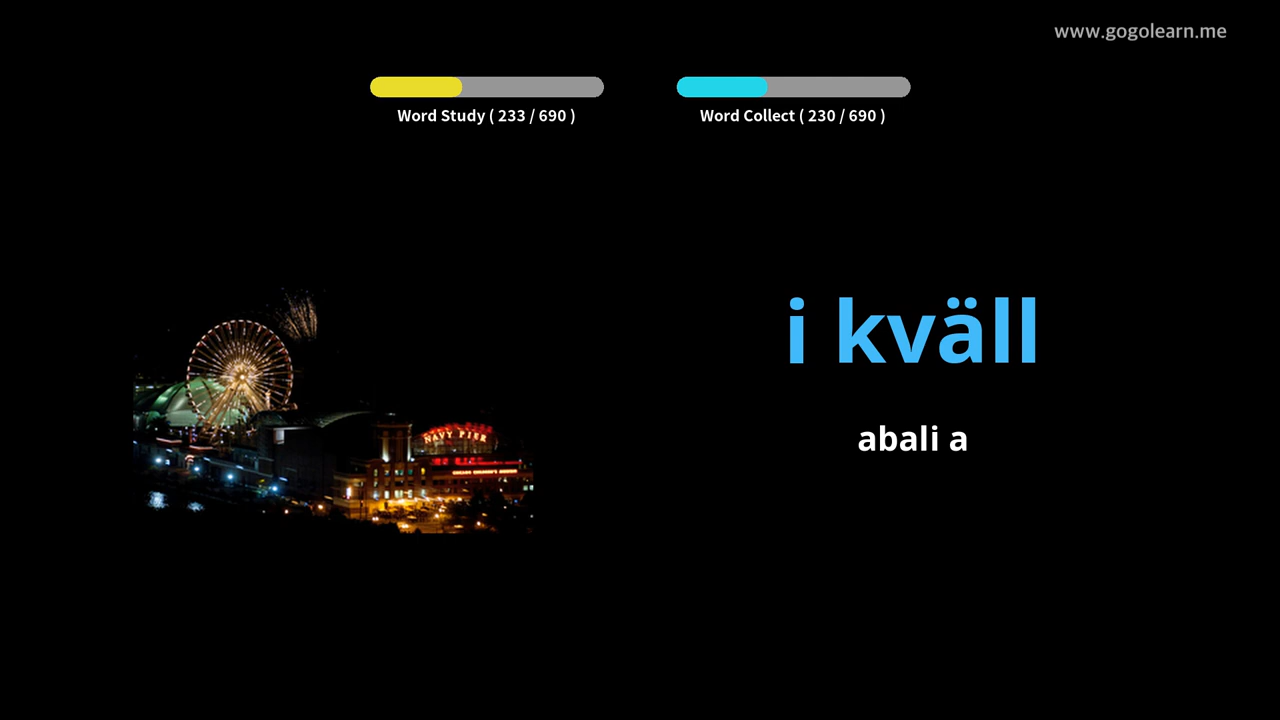 www.gogolearn.me
Word Study ( 233 / 690 )
Word Collect ( 230 / 690 )
i kväll
abali a
NAVY PIER